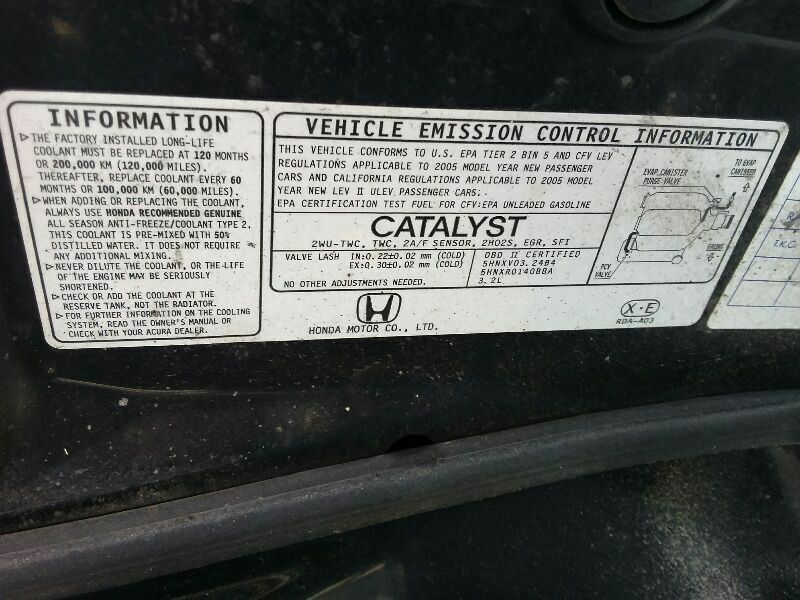 INFORMATION
▷THE FACTORY INSTALLED LONG-LIFE
COOLANT MUST BE REPLACED AT 120 MONTHS
OR 200,000 KM (120,000 MILES).
THEREAFTER, REPLACE COOLANT EVERY 60
MONTHS OR 100,000 KM (60,000 MILES).
▷WHEN ADDING OR REPLACING THE COOLANT,
ALWAYS USE HONDA RECOMMENDED GENUINE
ALL SEASON ANTI-FREEZE/COOLANT TYPE 2.
THIS COOLANT IS PRE-MIXED WITH 50%
DISTILLED WATER. IT DOES NOT REQUIRE
ANY ADDITIONAL MIXING.
▷NEVER DILUTE THE COOLANT, OR THE LIFE
OF THE ENGINE MAY BE SERIOUSLY
SHORTENED.
▷CHECK OR ADD THE COOLANT AT THE
RESERVE TANK, NOT THE RADIATOR.
▷FOR FURTHER INFORMATION ON THE COOLING
SYSTEM, READ THE OWNER'S MANUAL OR
CHECK WITH YOUR ACURA DEALER.
VEHICLE EMISSION CONTROL INFORMATION
THIS VEHICLE CONFORMS TO U.S. EPA TIER 2 BIN 5 AND CFV LEV
REGULATIONS APPLICABLE TO 2005 MODEL YEAR NEW PASSENGER
CARS AND CALIFORNIA REGULATIONS APPLICABLE TO 2005 MODEL
YEAR NEW LEV II ULEV PASSENGER CARS.
EPA CERTIFICATION TEST FUEL FOR CFV:EPA UNLEADED GASOLINE
CATALYST
2WU-TWC, TWC, 2A/F SENSOR, 2HO2S, EGR, SFI
VALVE LASH IN:0.22±0.02 mm (COLD)
EX:0.30±0.02 mm (COLD)
NO OTHER ADJUSTMENTS NEEDED.
OBD II CERTIFIED
5HNXV03.24B4
5HNXR0140BBA
3.2L
HONDA MOTOR CO., LTD.
EVAP CANISTER
PURGE VALVE
TO EVAP
CANISTER
ENGINE
PCV
VALVE
X·E
RDA-A03